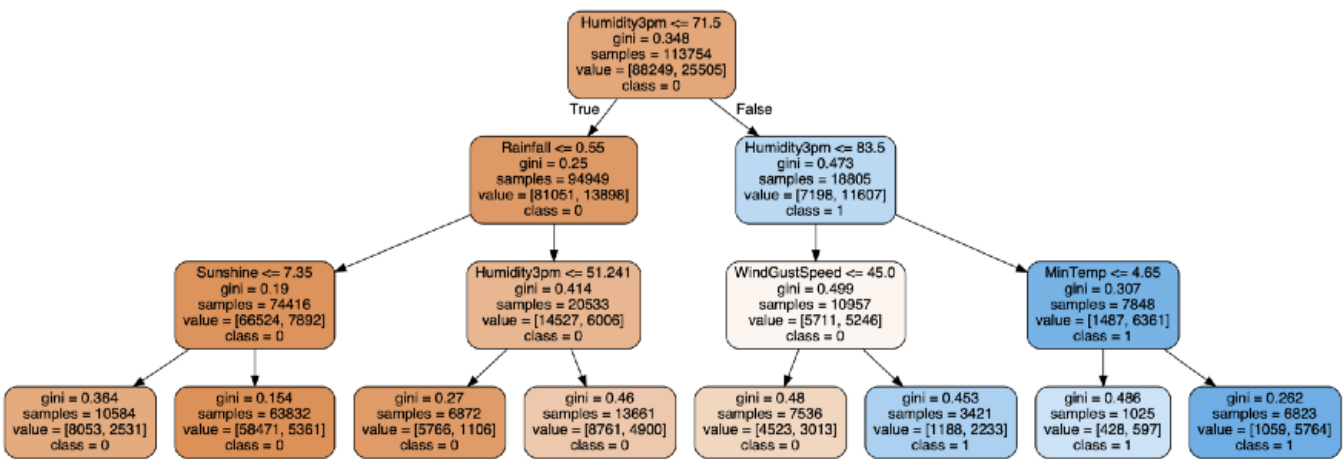 Humidity3pm <= 71.5
gini = 0.348
samples = 113754
value = [88249, 25505]
class = 0
True
False
Rainfall <= 0.55
gini = 0.25
samples = 94949
value = [81051, 13898]
class = 0
Humidity3pm <= 83.5
gini = 0.473
samples = 18805
value = [7198, 11607]
class = 1
Sunshine <= 7.35
gini = 0.19
samples = 74416
value = [66524, 7892]
class = 0
Humidity3pm <= 51.241
gini = 0.414
samples = 20533
value = [14527, 6006]
class = 0
WindGustSpeed <= 45.0
gini = 0.499
samples = 10957
value = [5711, 5246]
class = 0
MinTemp <= 4.65
gini = 0.307
samples = 7848
value = [1487, 6361]
class = 1
gini = 0.364
samples = 10584
value = [8053, 2531]
class = 0
gini = 0.154
samples = 63832
value = [58471, 5361]
class = 0
gini = 0.27
samples = 6872
value = [5766, 1106]
class = 0
gini = 0.46
samples = 13661
value = [8761, 4900]
class = 0
gini = 0.48
samples = 7536
value = [4523, 3013]
class = 0
gini = 0.453
samples = 3421
value = [1188, 2233]
class = 1
gini = 0.486
samples = 1025
value = [428, 597]
class = 1
gini = 0.262
samples = 6823
value = [1059, 5764]
class = 1